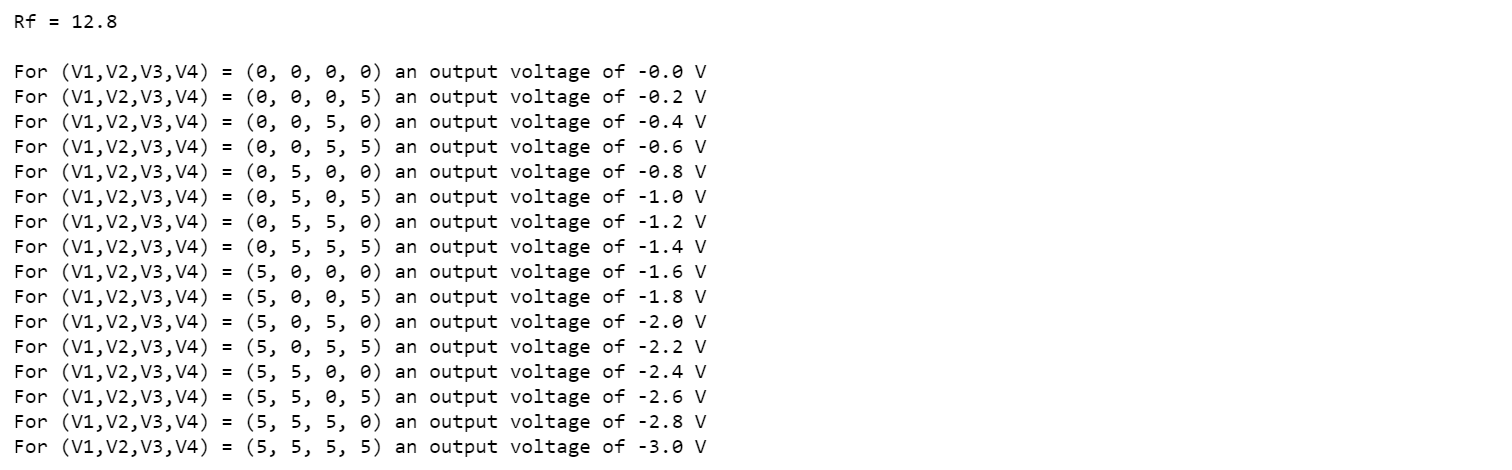 Rf = 12.8
For (V1,V2,V3,V4) = (0, 0, 0, 0) an output voltage of -0.0 V
For (V1,V2,V3,V4) = (0, 0, 0, 5) an output voltage of -0.2 V
For (V1,V2,V3,V4) = (0, 0, 5, 0) an output voltage of -0.4 V
For (V1,V2,V3,V4) = (0, 0, 5, 5) an output voltage of -0.6 V
For (V1,V2,V3,V4) = (0, 5, 0, 0) an output voltage of -0.8 V
For (V1,V2,V3,V4) = (0, 5, 0, 5) an output voltage of -1.0 V
For (V1,V2,V3,V4) = (0, 5, 5, 0) an output voltage of -1.2 V
For (V1,V2,V3,V4) = (0, 5, 5, 5) an output voltage of -1.4 V
For (V1,V2,V3,V4) = (5, 0, 0, 0) an output voltage of -1.6 V
For (V1,V2,V3,V4) = (5, 0, 0, 5) an output voltage of -1.8 V
For (V1,V2,V3,V4) = (5, 0, 5, 0) an output voltage of -2.0 V
For (V1,V2,V3,V4) = (5, 0, 5, 5) an output voltage of -2.2 V
For (V1,V2,V3,V4) = (5, 5, 0, 0) an output voltage of -2.4 V
For (V1,V2,V3,V4) = (5, 5, 0, 5) an output voltage of -2.6 V
For (V1,V2,V3,V4) = (5, 5, 5, 0) an output voltage of -2.8 V
For (V1,V2,V3,V4) = (5, 5, 5, 5) an output voltage of -3.0 V